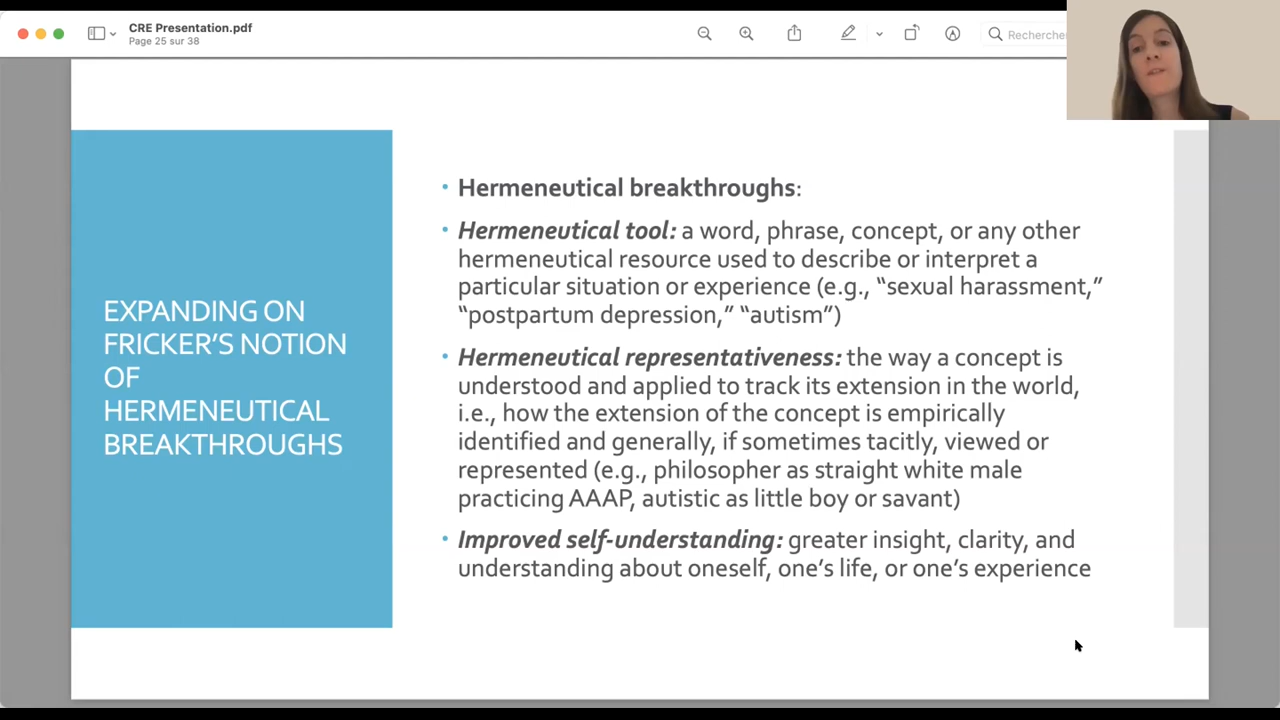 CRE Presentation.pdf
Page 25 sur 38
Recherche
EXPANDING ON
FRICKER'S NOTION
OF
HERMENEUTICAL
BREAKTHROUGHS
• Hermeneutical breakthroughs:
• Hermeneutical tool: a word, phrase, concept, or any other
hermeneutical resource used to describe or interpret a
particular situation or experience (e.g., “sexual harassment,”
“postpartum depression,” “autism”)
• Hermeneutical representativeness: the way a concept is
understood and applied to track its extension in the world,
i.e., how the extension of the concept is empirically
identified and generally, if sometimes tacitly, viewed or
represented (e.g., philosopher as straight white male
practicing AAAP, autistic as little boy or savant)
• Improved self-understanding: greater insight, clarity, and
understanding about oneself, one's life, or one's experience